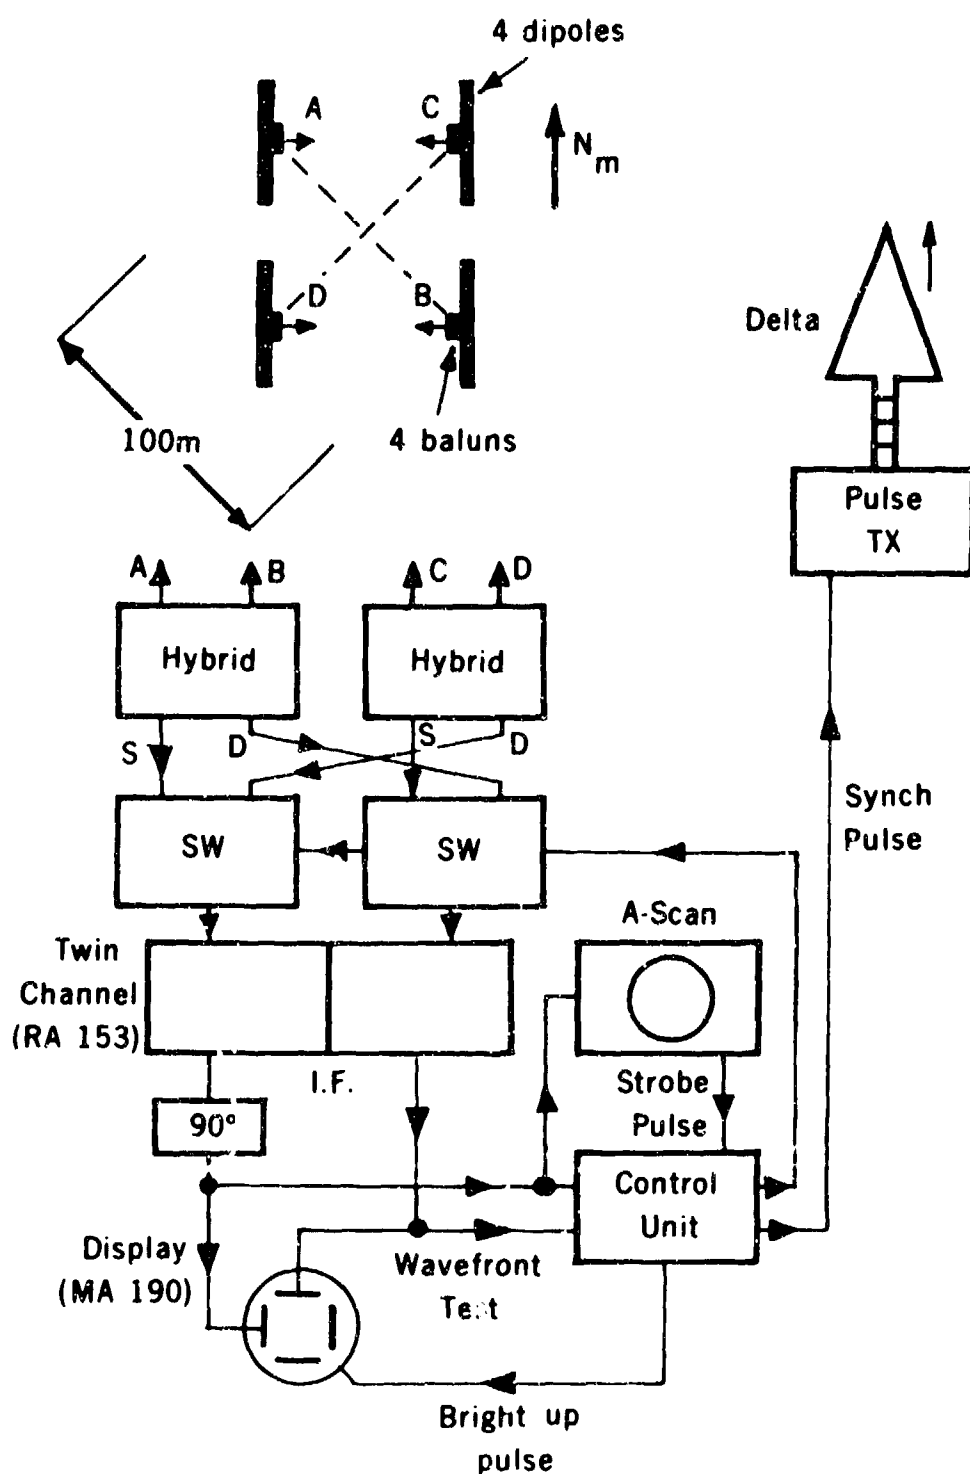 4 dipoles
A
C
N
m
D
B
Delta
100m
4 baluns
Pulse
TX
A
B
C
D
Hybrid
Hybrid
S
D
S
D
Synch
Pulse
SW
SW
A-Scan
Twin
Channel
(RA 153)
I.F.
Strobe
Pulse
90°
Control
Unit
Display
(MA 190)
Wavefront
Bright up
pulse